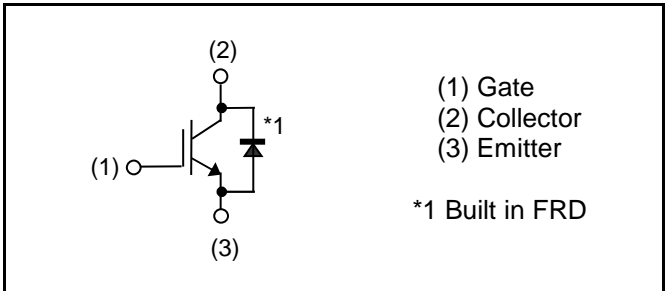 (2)
*1
(1)
(3)
(1) Gate
(2) Collector
(3) Emitter
*1 Built in FRD